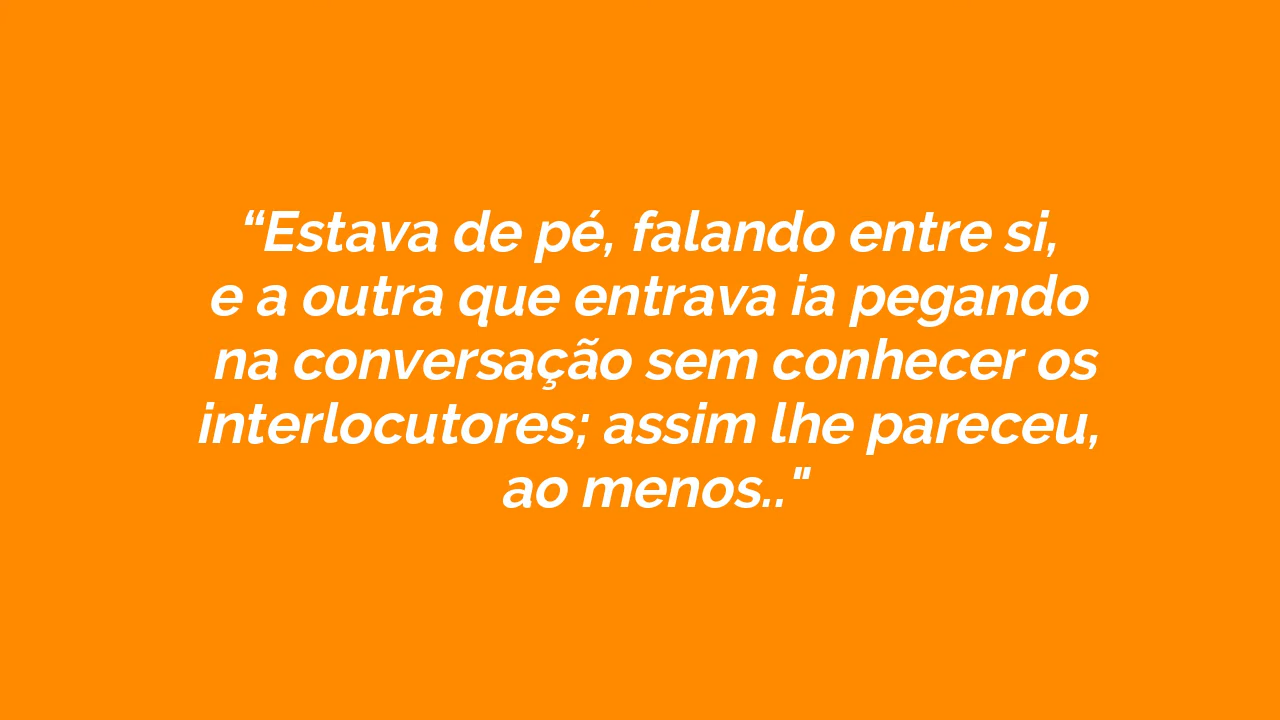 “Estava de pé, falando entre si,
e a outra que entrava ia pegando
na conversação sem conhecer os
interlocutores; assim lhe pareceu,
ao menos.."